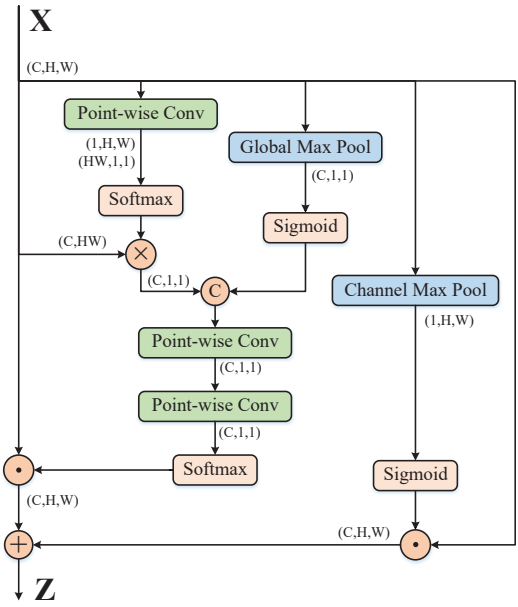 X
(C,H,W)
Point-wise Conv
(1,H,W)
(HW,1,1)
Global Max Pool
(C,1,1)
Softmax
Sigmoid
(C,HW)
×
(C,1,1)
C
Channel Max Pool
(1,H,W)
Point-wise Conv
(C,1,1)
Point-wise Conv
(C,1,1)
Softmax
Sigmoid
(C,H,W)
(C,H,W)
+
Z